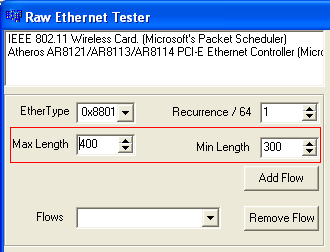 Raw Ethernet Tester
IEEE 802.11 Wireless Card. (Microsoft's Packet Scheduler)
Atheros AR8121/AR8113/AR8114 PCI-E Ethernet Controller (Micro
EtherType 0x8801 Recurrence / 64 1
Max Length 400 Min Length 300
Add Flow
Flows Remove Flow